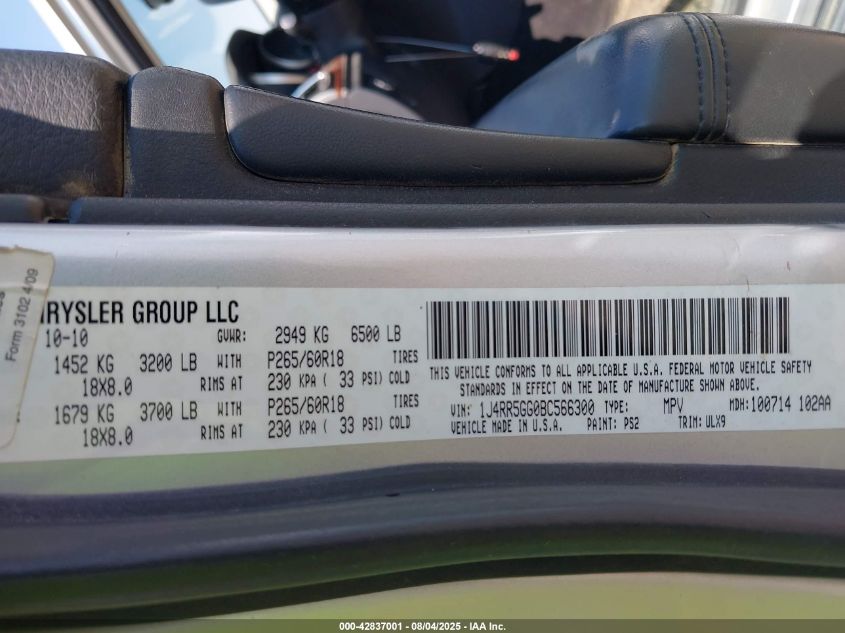 Form 3102 4/09
RYSLER GROUP LLC
10-10 GVWR: 2949 KG 6500 LB
1452 KG 3200 LB WITH P265/60R18 TIRES
18X8.0 RIMS AT 230 KPA ( 33 PSI) COLD
1679 KG 3700 LB WITH P265/60R18 TIRES
18X8.0 RIMS AT 230 KPA ( 33 PSI) COLD
THIS VEHICLE CONFORMS TO ALL APPLICABLE U.S.A. FEDERAL MOTOR VEHICLE SAFETY
STANDARDS IN EFFECT ON THE DATE OF MANUFACTURE SHOWN ABOVE.
VIN: 1J4RR5GG0BC566300 TYPE: MPV MDH: 100714 102AA
VEHICLE MADE IN U.S.A. PAINT: PS2 TRIM: ULX9
000-42837001 - 08/04/2025 - IAA Inc.